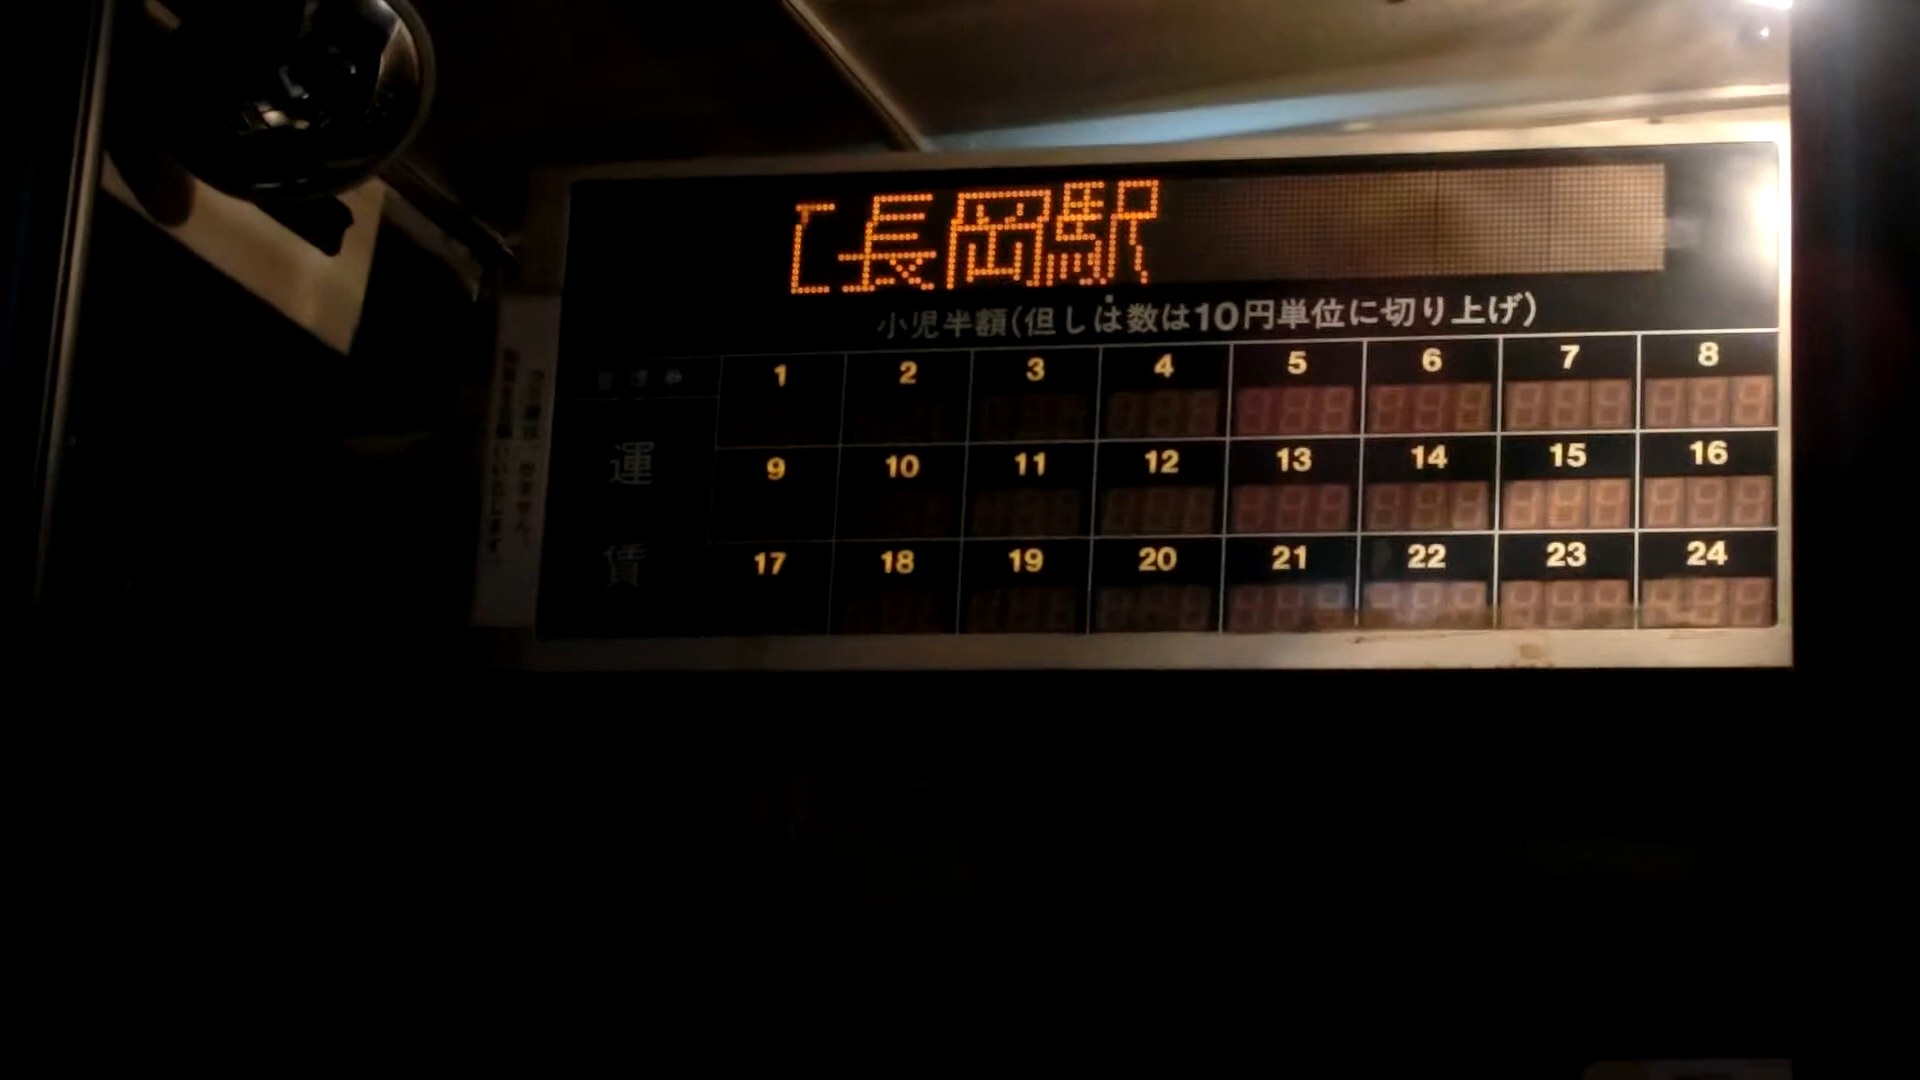 [長岡駅
小児半額(但しは数は10円単位に切り上げ)
1 2 3 4 5 6 7 8
運
9 10 11 12 13 14 15 16
賃
17 18 19 20 21 22 23 24